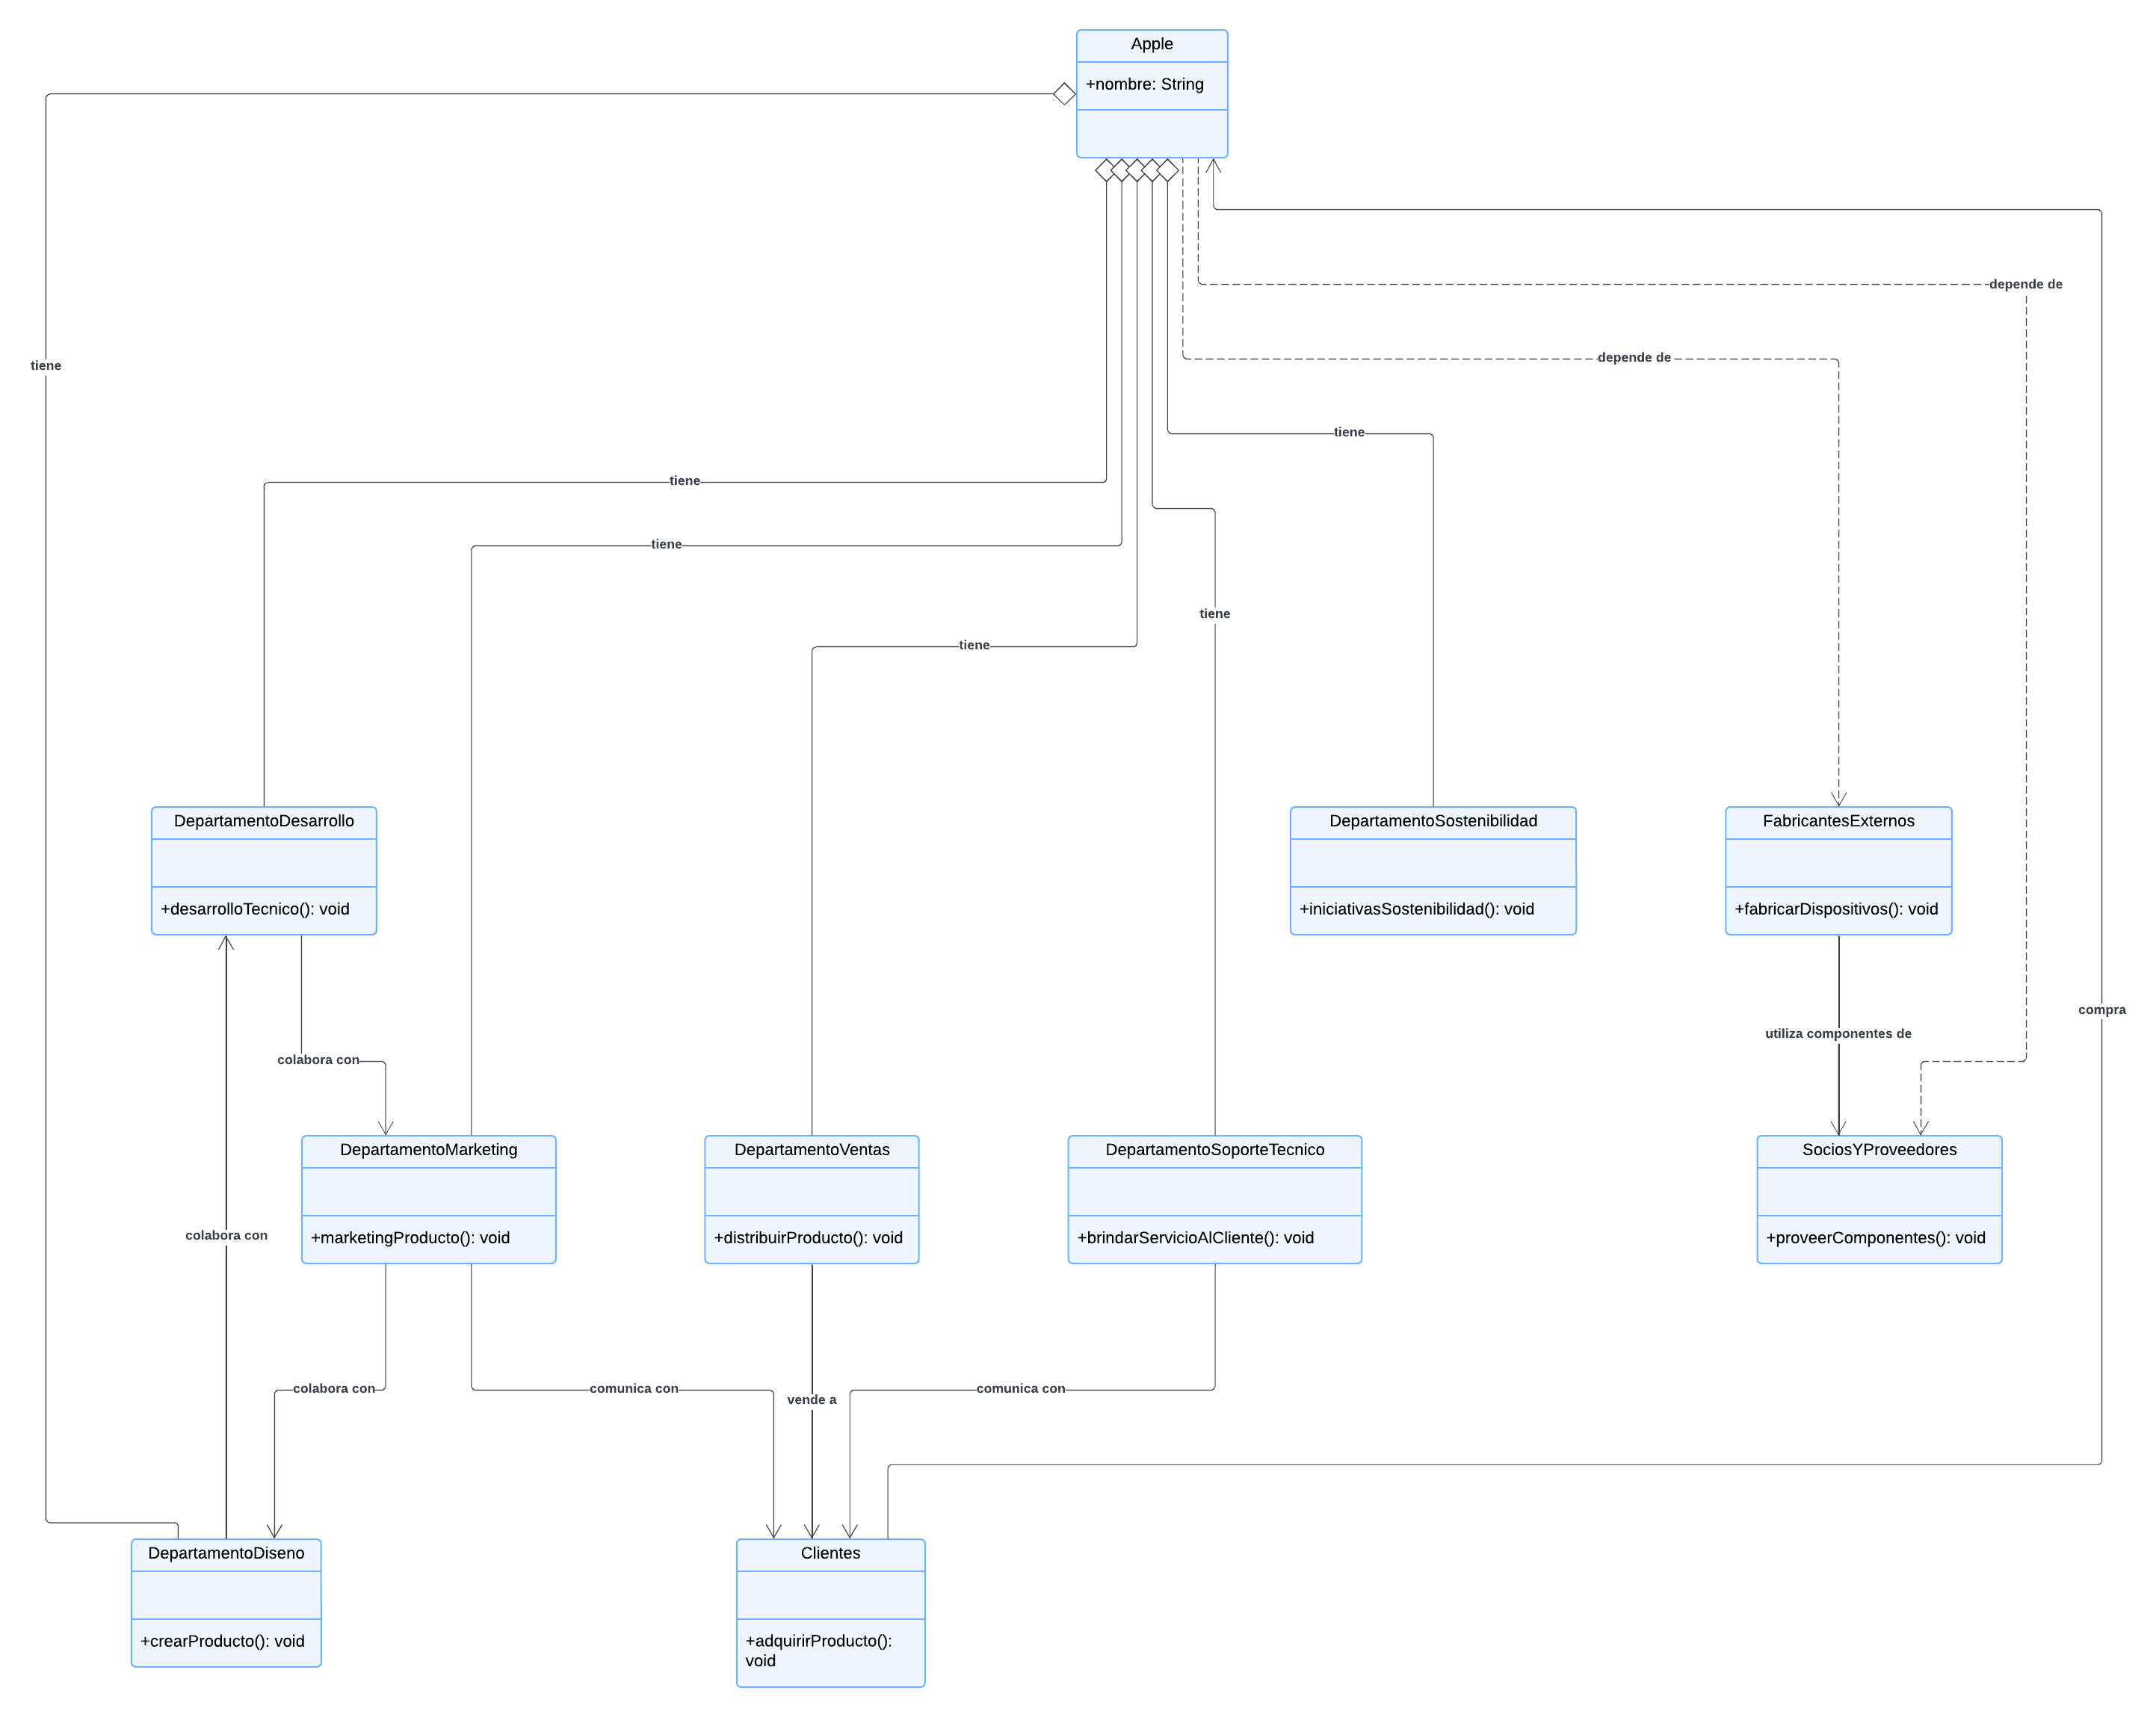 Apple
+nombre: String
depende de
depende de
tiene
tiene
tiene
tiene
tiene
tiene
DepartamentoDesarrollo
+desarrolloTecnico(): void
DepartamentoSostenibilidad
+iniciativasSostenibilidad(): void
FabricantesExternos
+fabricarDispositivos(): void
compra
utiliza componentes de
colabora con
DepartamentoMarketing
+marketingProducto(): void
DepartamentoVentas
+distribuirProducto(): void
DepartamentoSoporteTecnico
+brindarServicioAlCliente(): void
SociosYProveedores
+proveerComponentes(): void
colabora con
colabora con
comunica con
vende a
comunica con
DepartamentoDiseno
+crearProducto(): void
Clientes
+adquirirProducto():
void